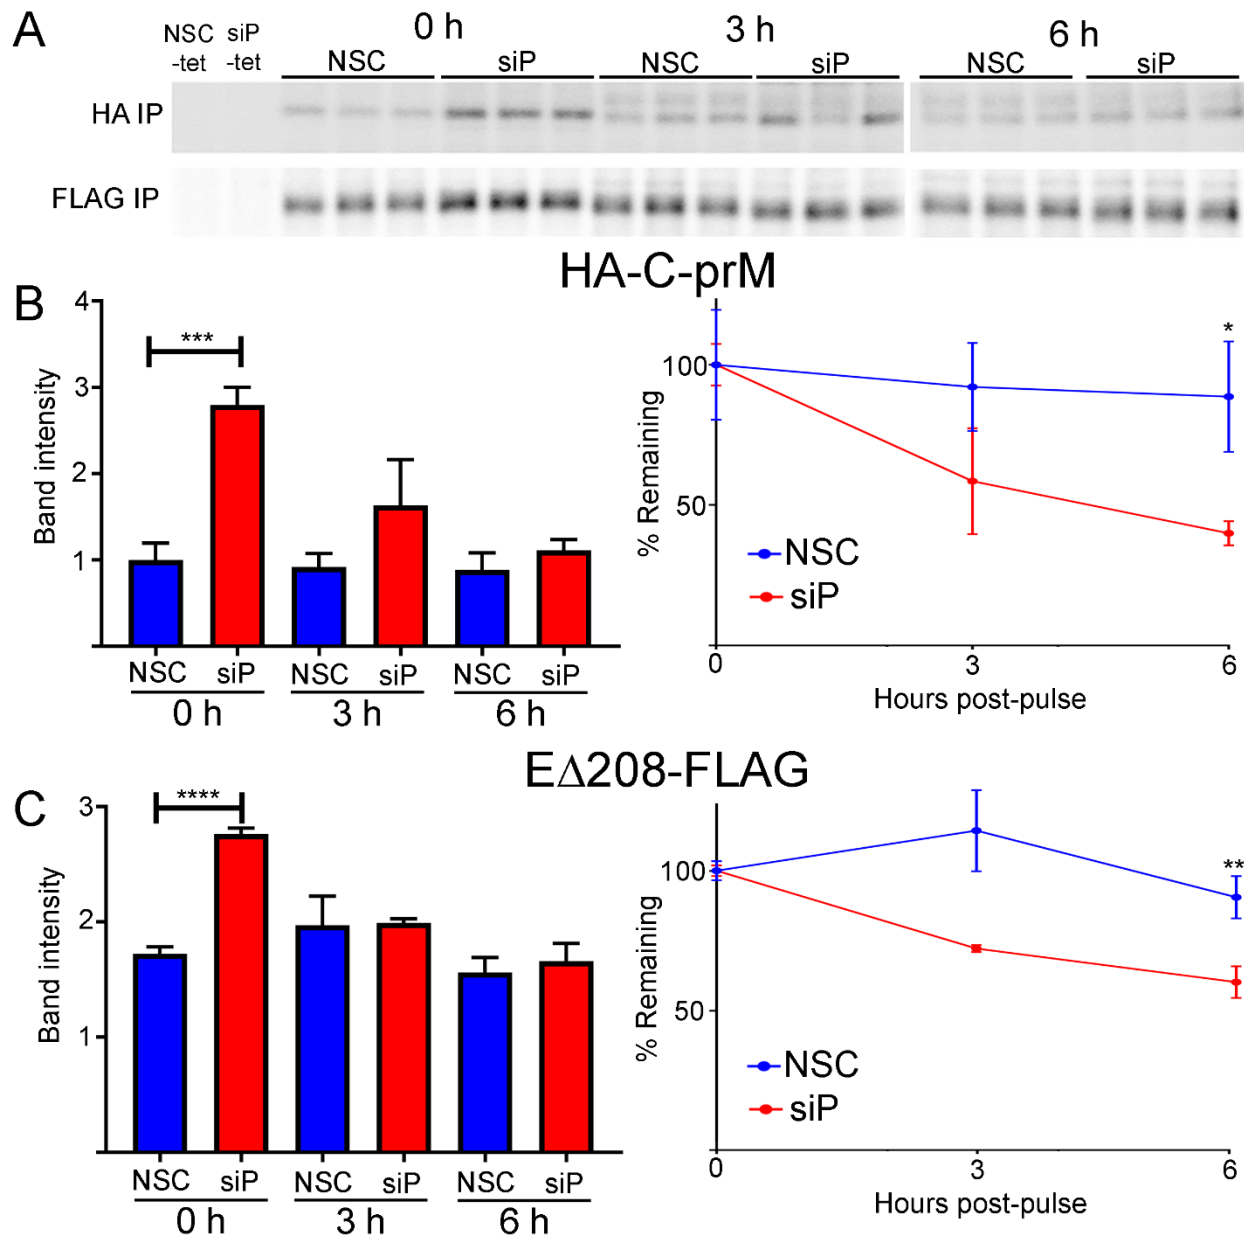 A
NSC -tet
siP -tet
0 h
3 h
6 h
NSC siP NSC siP NSC siP
HA IP
FLAG IP
HA-C-prM
B
Band intensity
4
3
2
1
***
NSC siP NSC siP NSC siP
0 h 3 h 6 h
% Remaining
100
50
*
NSC
siP
0 3 6
Hours post-pulse
EΔ208-FLAG
C
Band intensity
3
2
1
****
NSC siP NSC siP NSC siP
0 h 3 h 6 h
% Remaining
100
50
**
NSC
siP
0 3 6
Hours post-pulse